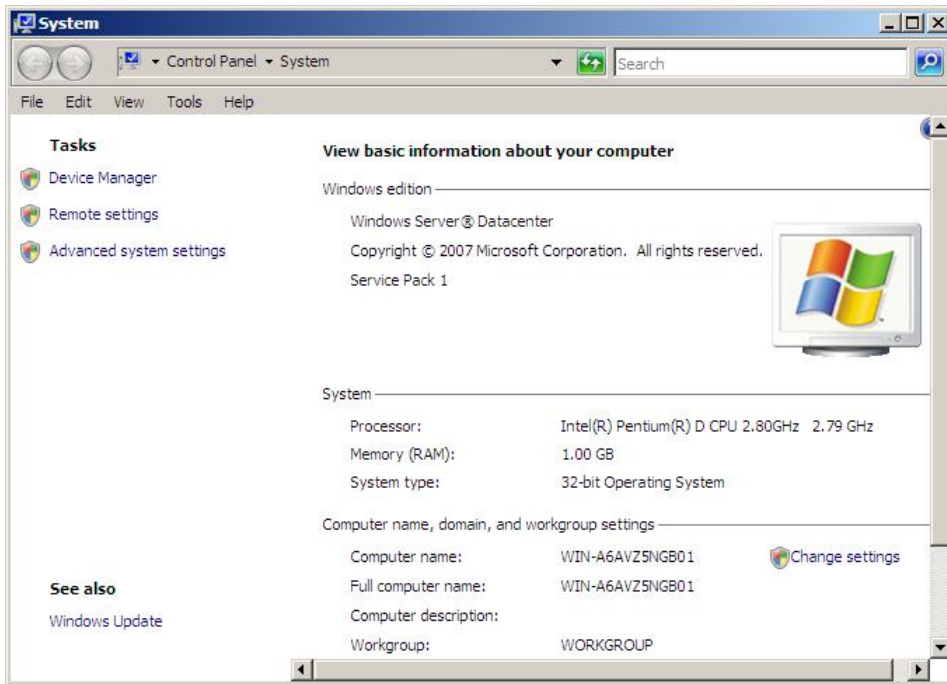 System
Control Panel System
Search
File Edit View Tools Help
Tasks
Device Manager
Remote settings
Advanced system settings
See also
Windows Update
View basic information about your computer
Windows edition
Windows Server® Datacenter
Copyright © 2007 Microsoft Corporation. All rights reserved.
Service Pack 1
System
Processor: Intel(R) Pentium(R) D CPU 2.80GHz 2.79 GHz
Memory (RAM): 1.00 GB
System type: 32-bit Operating System
Computer name, domain, and workgroup settings
Computer name: WIN-A6AVZ5NGB01 Change settings
Full computer name: WIN-A6AVZ5NGB01
Computer description:
Workgroup: WORKGROUP